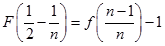 F(1/2 - 1/n) = f((n-1)/n) - 1